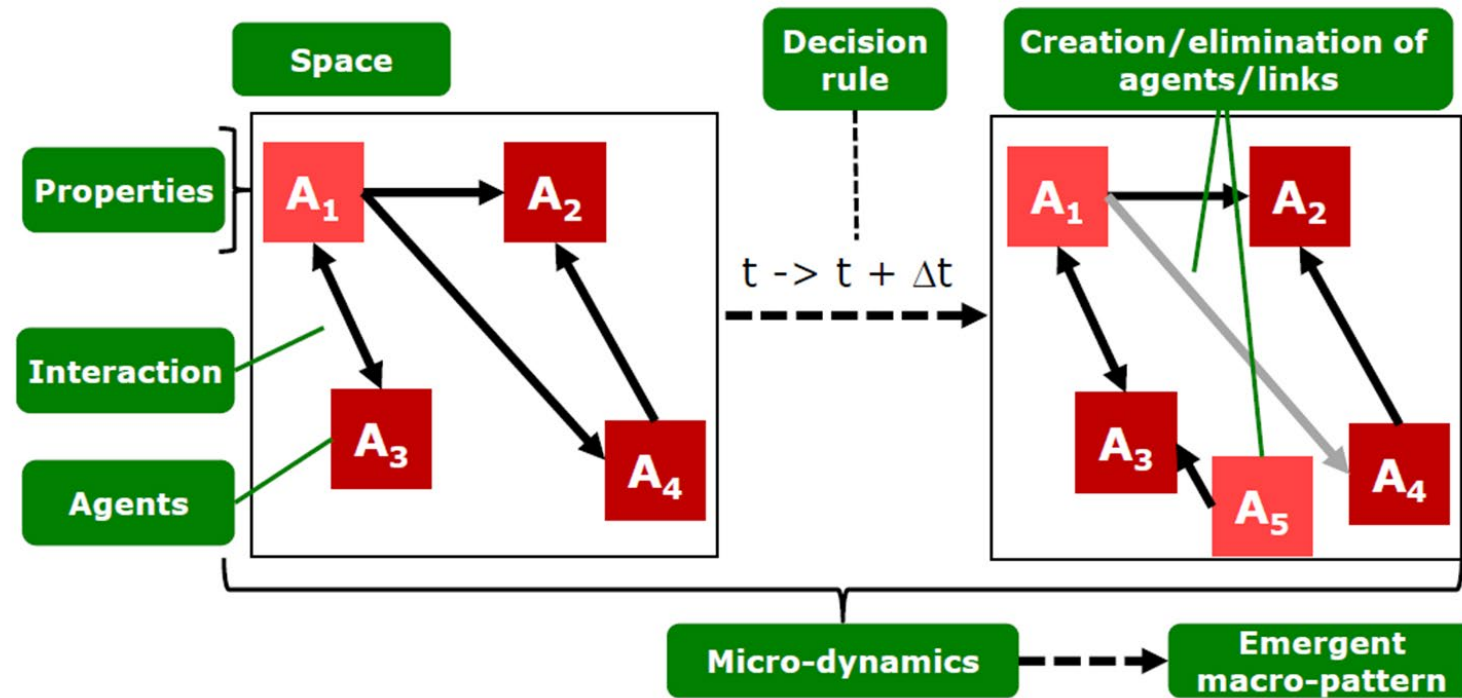 Space
Decision
rule
Creation/elimination of
agents/links
Properties
A₁
A₂
Interaction
A₃
A₄
Agents
t -> t + Δt
A₁
A₂
A₃
A₅
A₄
Micro-dynamics
Emergent
macro-pattern